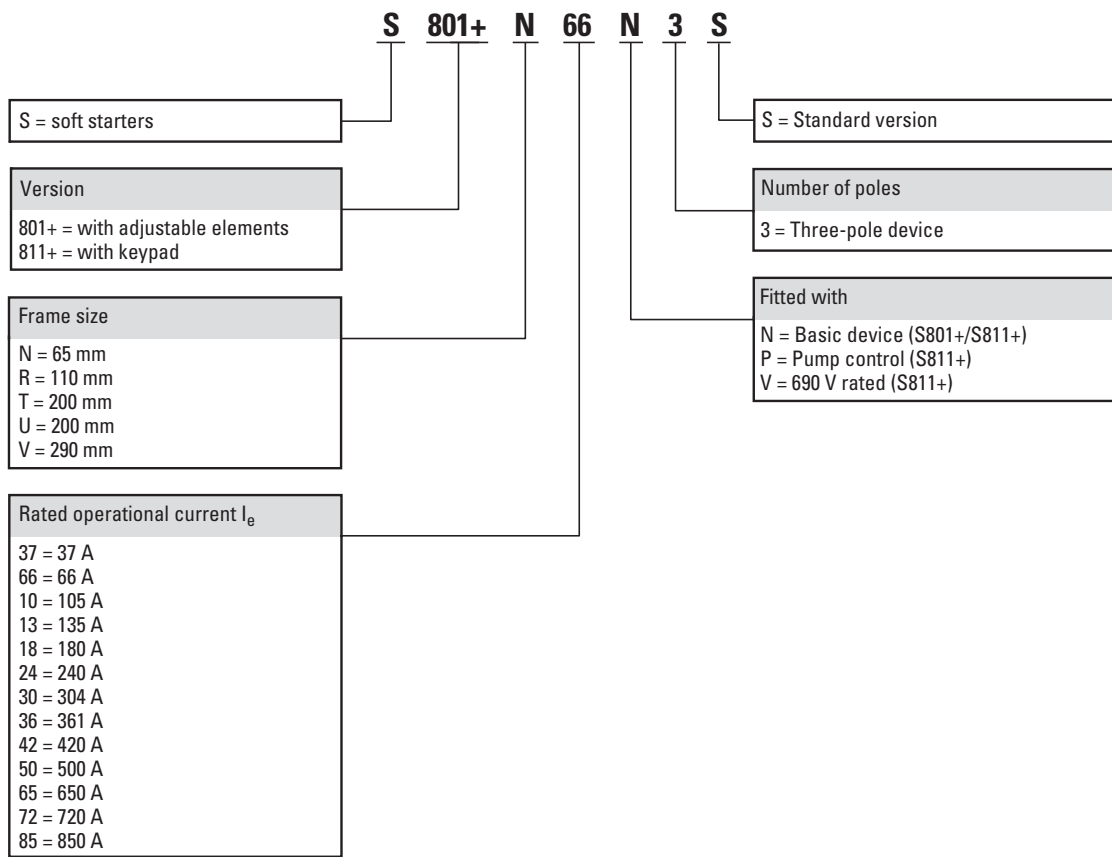 S 801+ N 66 N 3 S
S = soft starters
Version
801+ = with adjustable elements
811+ = with keypad
Frame size
N = 65 mm
R = 110 mm
T = 200 mm
U = 200 mm
V = 290 mm
Rated operational current Ie
37 = 37 A
66 = 66 A
10 = 105 A
13 = 135 A
18 = 180 A
24 = 240 A
30 = 304 A
36 = 361 A
42 = 420 A
50 = 500 A
65 = 650 A
72 = 720 A
85 = 850 A
S = Standard version
Number of poles
3 = Three-pole device
Fitted with
N = Basic device (S801+/S811+)
P = Pump control (S811+)
V = 690 V rated (S811+)